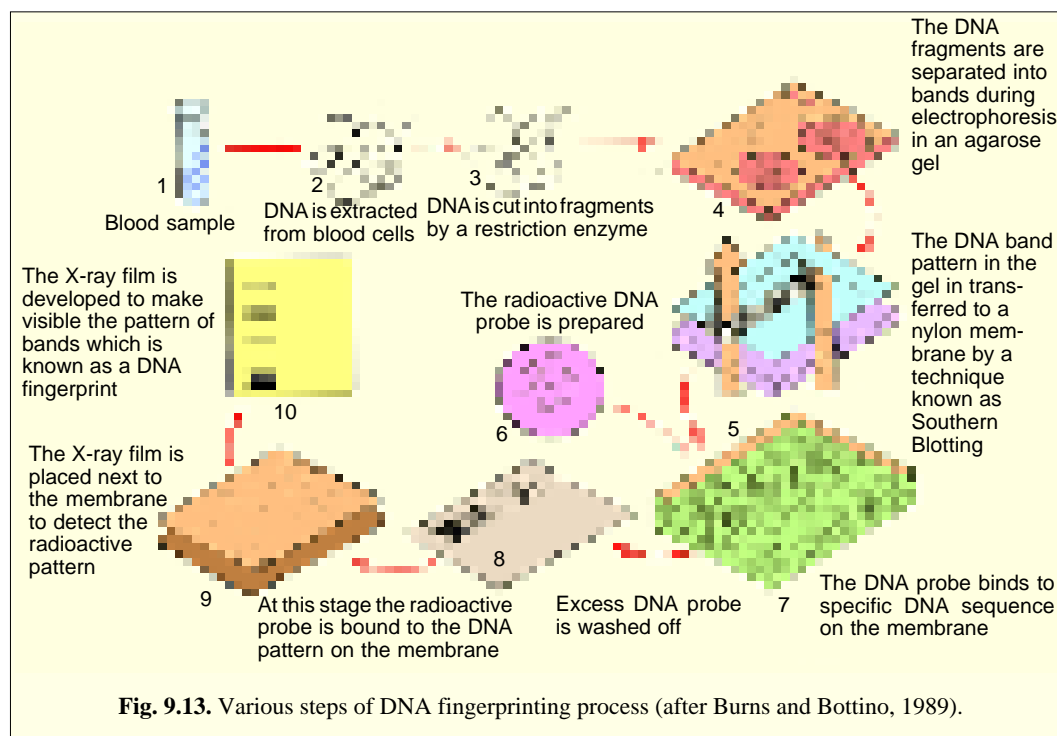 The DNA
fragments are
separated into
bands during
electrophoresis
in an agarose
gel
1
Blood sample
2
DNA is extracted
from blood cells
3
DNA is cut into fragments
by a restriction enzyme
4
The DNA band
pattern in the
gel in trans-
ferred to a
nylon mem-
brane by a
technique
known as
Southern
Blotting
5
The radioactive DNA
probe is prepared
6
The DNA probe binds to
specific DNA sequence
on the membrane
7
Excess DNA probe
is washed off
8
At this stage the radioactive
probe is bound to the DNA
pattern on the membrane
The X-ray film is
placed next to
the membrane
to detect the
radioactive
pattern
9
The X-ray film is
developed to make
visible the pattern of
bands which is
known as a DNA
fingerprint
10
Fig. 9.13. Various steps of DNA fingerprinting process (after Burns and Bottino, 1989).